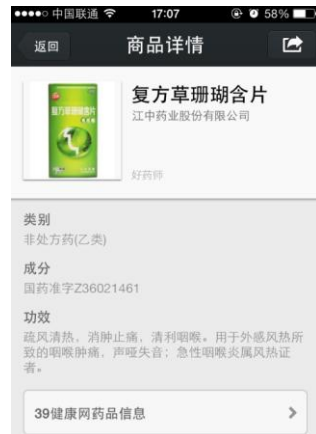 中国联通 17:07 58%
返回 商品详情
复方草珊瑚含片
江中药业股份有限公司
好药师
类别
非处方药(乙类)
成分
国药准字Z36021461
功效
疏风清热，消肿止痛，清利咽喉。用于外感风热所
致的咽喉肿痛，声哑失音；急性咽喉炎属风热证
者。
39健康网药品信息